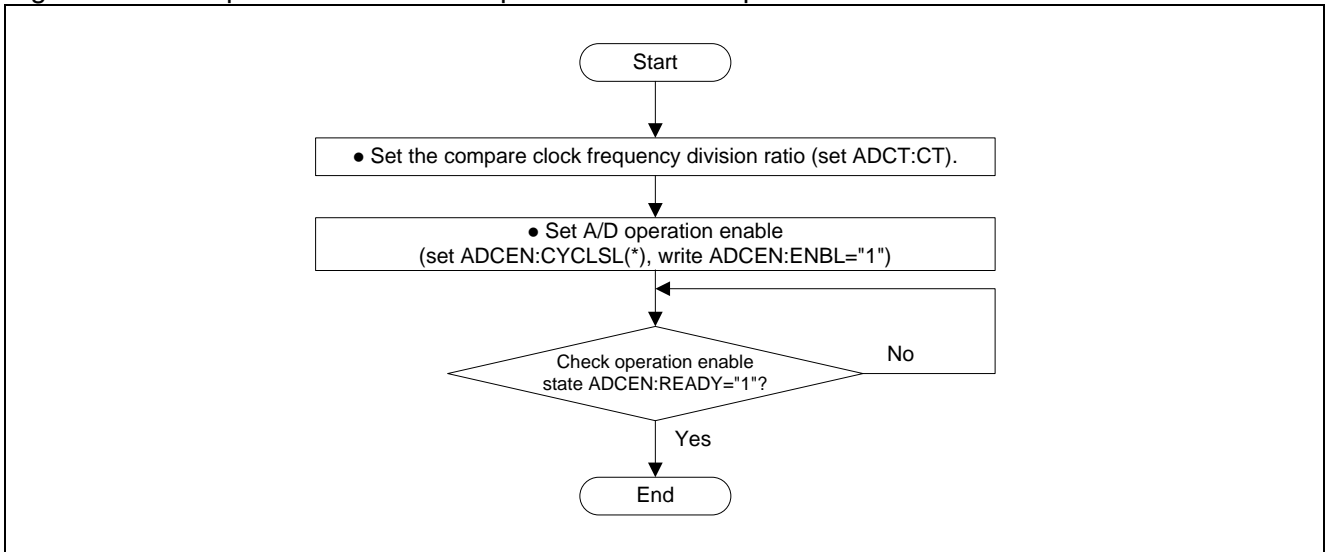 Start
● Set the compare clock frequency division ratio (set ADCT:CT).
● Set A/D operation enable
(set ADCEN:CYCLSL(*), write ADCEN:ENBL="1")
Check operation enable
state ADCEN:READY="1"?
No
Yes
End